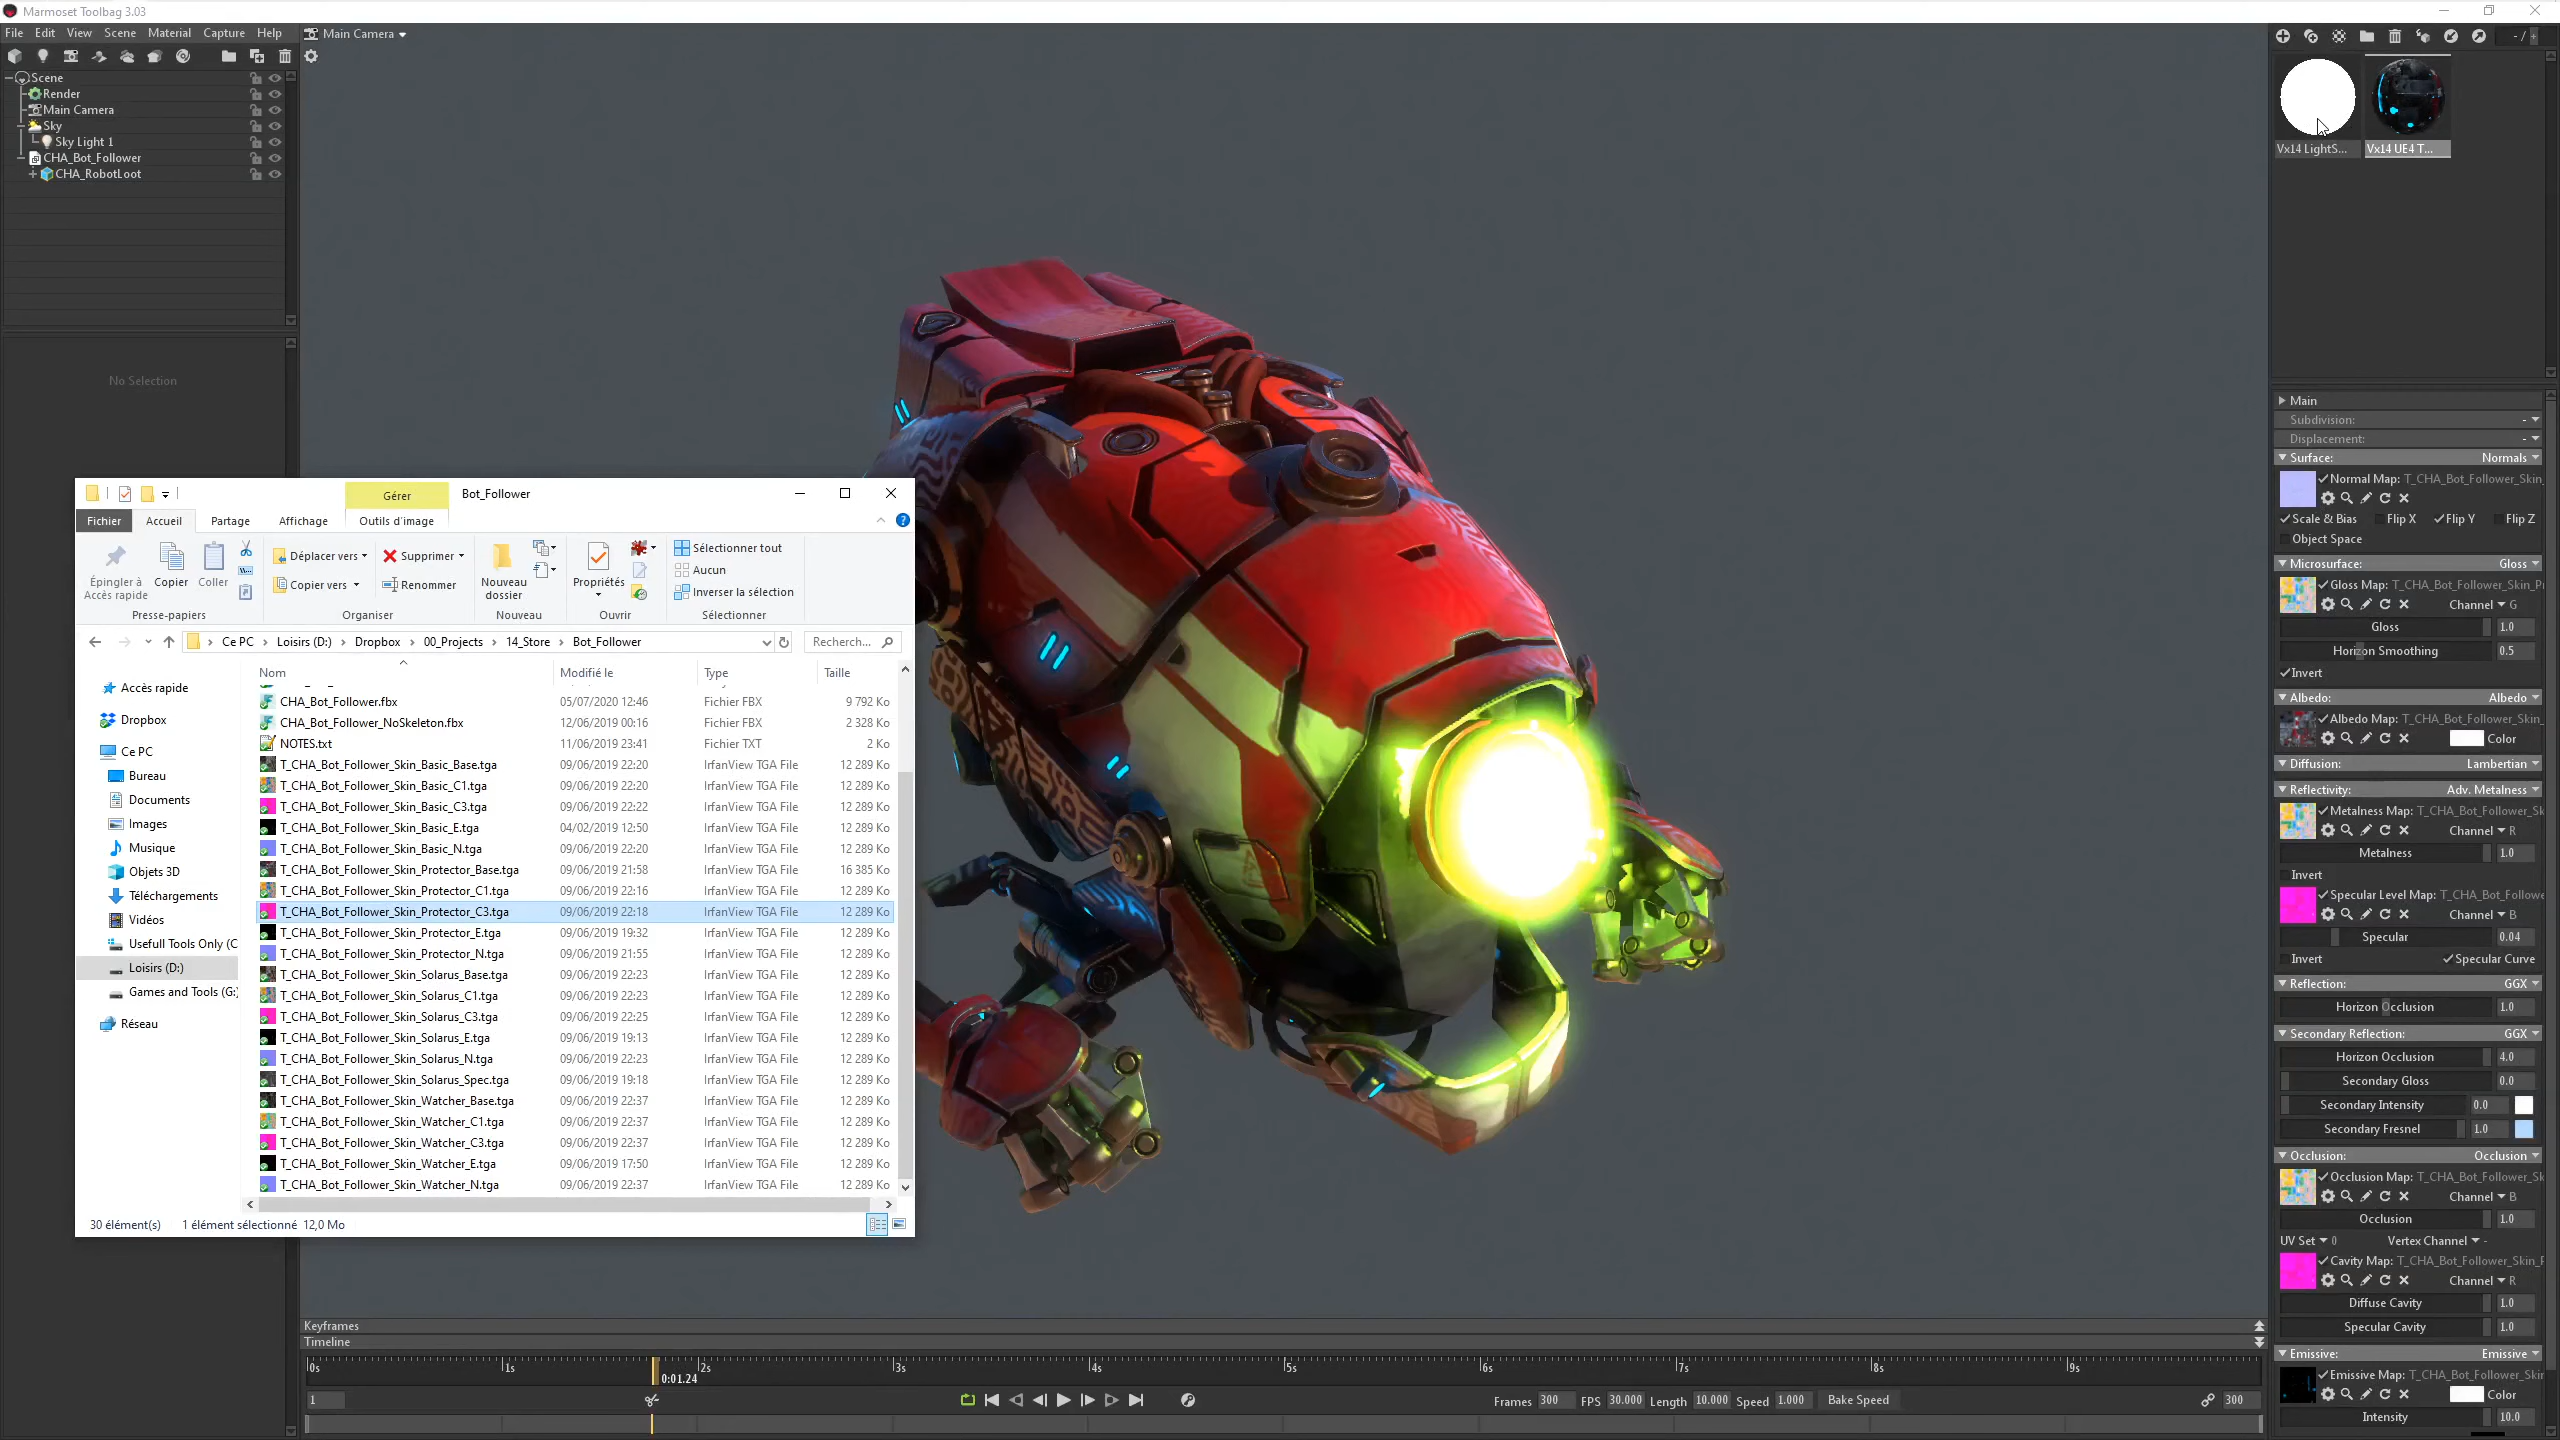 Marmoset Toolbag 3.03
File Edit View Scene Material Capture Help
Main Camera
Scene
Render
Main Camera
Sky
Sky Light 1
CHA_Bot_Follower
CHA_RobotLoot
No Selection
Gérer
Bot_Follower
Fichier Accueil Partage Affichage Outils d'image
Épingler à Accès rapide
Copier
Coller
Déplacer vers
Copier vers
Supprimer
Renommer
Nouveau dossier
Propriétés
Sélectionner tout
Aucun
Inverser la sélection
Presse-papiers Organiser Nouveau Ouvrir Sélectionner
Ce PC > Loisirs (D:) > Dropbox > 00_Projects > 14_Store > Bot_Follower
Recherch...
Accès rapide
Dropbox
Ce PC
Bureau
Documents
Images
Musique
Objets 3D
Téléchargements
Vidéos
Usefull Tools Only (C
Loisirs (D:)
Games and Tools (G:)
Réseau
Nom Modifié le Type Taille
CHA_Bot_Follower.fbx 05/07/2020 12:46 Fichier FBX 9 792 Ko
CHA_Bot_Follower_NoSkeleton.fbx 12/06/2019 00:16 Fichier FBX 2 328 Ko
NOTES.txt 11/06/2019 23:41 Fichier TXT 2 Ko
T_CHA_Bot_Follower_Skin_Basic_Base.tga 09/06/2019 22:20 IrfanView TGA File 12 289 Ko
T_CHA_Bot_Follower_Skin_Basic_C1.tga 09/06/2019 22:20 IrfanView TGA File 12 289 Ko
T_CHA_Bot_Follower_Skin_Basic_C3.tga 09/06/2019 22:22 IrfanView TGA File 12 289 Ko
T_CHA_Bot_Follower_Skin_Basic_E.tga 04/02/2019 12:50 IrfanView TGA File 12 289 Ko
T_CHA_Bot_Follower_Skin_Basic_N.tga 09/06/2019 22:20 IrfanView TGA File 12 289 Ko
T_CHA_Bot_Follower_Skin_Protector_Base.tga 09/06/2019 21:58 IrfanView TGA File 16 385 Ko
T_CHA_Bot_Follower_Skin_Protector_C1.tga 09/06/2019 22:16 IrfanView TGA File 12 289 Ko
T_CHA_Bot_Follower_Skin_Protector_C3.tga 09/06/2019 22:18 IrfanView TGA File 12 289 Ko
T_CHA_Bot_Follower_Skin_Protector_E.tga 09/06/2019 19:32 IrfanView TGA File 12 289 Ko
T_CHA_Bot_Follower_Skin_Protector_N.tga 09/06/2019 21:55 IrfanView TGA File 12 289 Ko
T_CHA_Bot_Follower_Skin_Solarus_Base.tga 09/06/2019 22:23 IrfanView TGA File 12 289 Ko
T_CHA_Bot_Follower_Skin_Solarus_C1.tga 09/06/2019 22:23 IrfanView TGA File 12 289 Ko
T_CHA_Bot_Follower_Skin_Solarus_C3.tga 09/06/2019 22:25 IrfanView TGA File 12 289 Ko
T_CHA_Bot_Follower_Skin_Solarus_E.tga 09/06/2019 19:13 IrfanView TGA File 12 289 Ko
T_CHA_Bot_Follower_Skin_Solarus_N.tga 09/06/2019 22:23 IrfanView TGA File 12 289 Ko
T_CHA_Bot_Follower_Skin_Solarus_Spec.tga 09/06/2019 19:18 IrfanView TGA File 12 289 Ko
T_CHA_Bot_Follower_Skin_Watcher_Base.tga 09/06/2019 22:37 IrfanView TGA File 12 289 Ko
T_CHA_Bot_Follower_Skin_Watcher_C1.tga 09/06/2019 22:37 IrfanView TGA File 12 289 Ko
T_CHA_Bot_Follower_Skin_Watcher_C3.tga 09/06/2019 22:37 IrfanView TGA File 12 289 Ko
T_CHA_Bot_Follower_Skin_Watcher_E.tga 09/06/2019 17:50 IrfanView TGA File 12 289 Ko
T_CHA_Bot_Follower_Skin_Watcher_N.tga 09/06/2019 22:37 IrfanView TGA File 12 289 Ko
30 élément(s) 1 élément sélectionné 12,0 Mo
Keyframes
Timeline
0s 1s 2s 3s 4s 5s 6s 7s 8s 9s
0:01.24
1
Frames 300 FPS 30.000 Length 10.000 Speed 1.000 Bake Speed
300
Vx14 LightS... Vx14 UE4 T...
Main
Subdivision: -
Displacement: -
Surface: Normals
Normal Map: T_CHA_Bot_Follower_Skin_
Scale & Bias Flip X Flip Y Flip Z
Object Space
Microsurface: Gloss
Gloss Map: T_CHA_Bot_Follower_Skin_P
Channel G
Gloss 1.0
Horizon Smoothing 0.5
Invert
Albedo: Albedo
Albedo Map: T_CHA_Bot_Follower_Skin_
Color
Diffusion: Lambertian
Reflectivity: Adv. Metalness
Metalness Map: T_CHA_Bot_Follower_Sk
Channel R
Metalness 1.0
Invert
Specular Level Map: T_CHA_Bot_Followe
Channel B
Specular 0.04
Invert Specular Curve
Reflection: GGX
Horizon Occlusion 1.0
Secondary Reflection: GGX
Horizon Occlusion 4.0
Secondary Gloss 0.0
Secondary Intensity 0.0
Secondary Fresnel 1.0
Occlusion: Occlusion
Occlusion Map: T_CHA_Bot_Follower_Sk
Channel B
Occlusion 1.0
UV Set 0 Vertex Channel -
Cavity Map: T_CHA_Bot_Follower_Skin_F
Channel R
Diffuse Cavity 1.0
Specular Cavity 1.0
Emissive: Emissive
Emissive Map: T_CHA_Bot_Follower_Skin
Color
Intensity 10.0